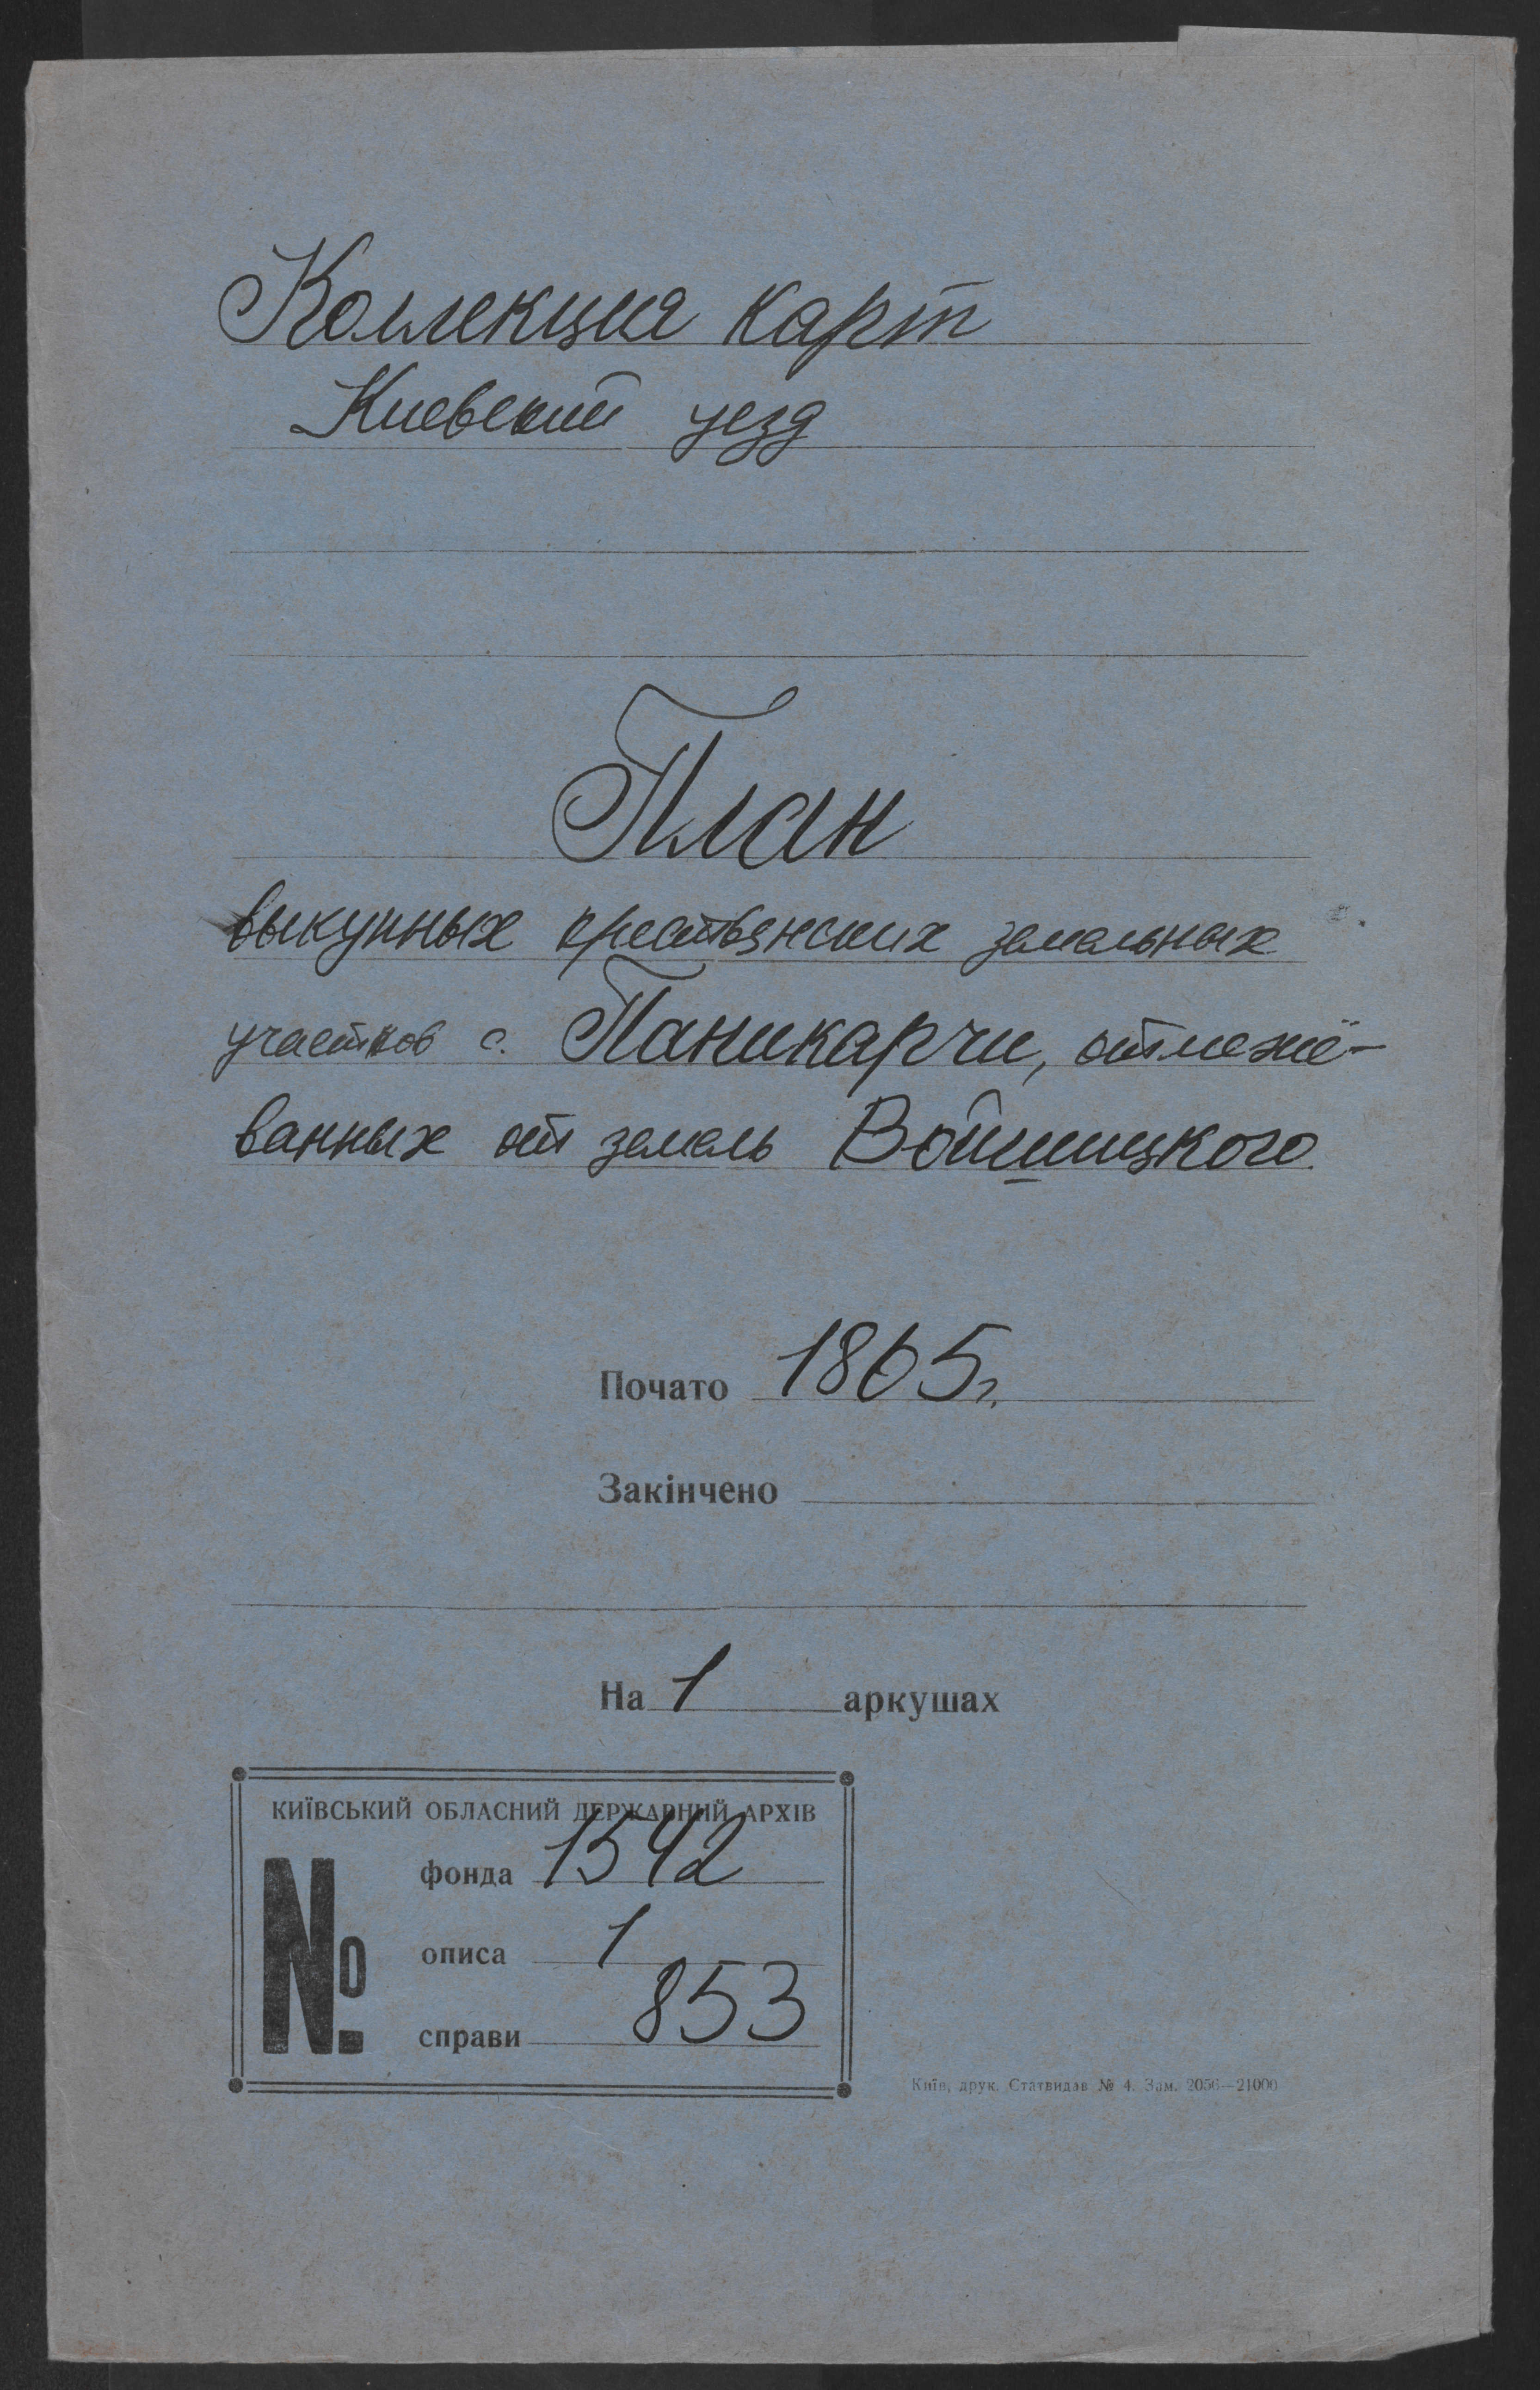 Коллекция карт
Киевский уезд
План
выкупных крестьянских земельных
участков с. Паникарчи, отмежё-
ванных от земель Войшицкого
Почато 1865 г.
Закінчено
На 1 аркушах
КИЇВСЬКИЙ ОБЛАСНИЙ ДЕРЖАВНИЙ АРХІВ
№
фонда 1542
описа 1
справи 853
Київ, друк. Статвидав № 4. Зам. 2056—21000